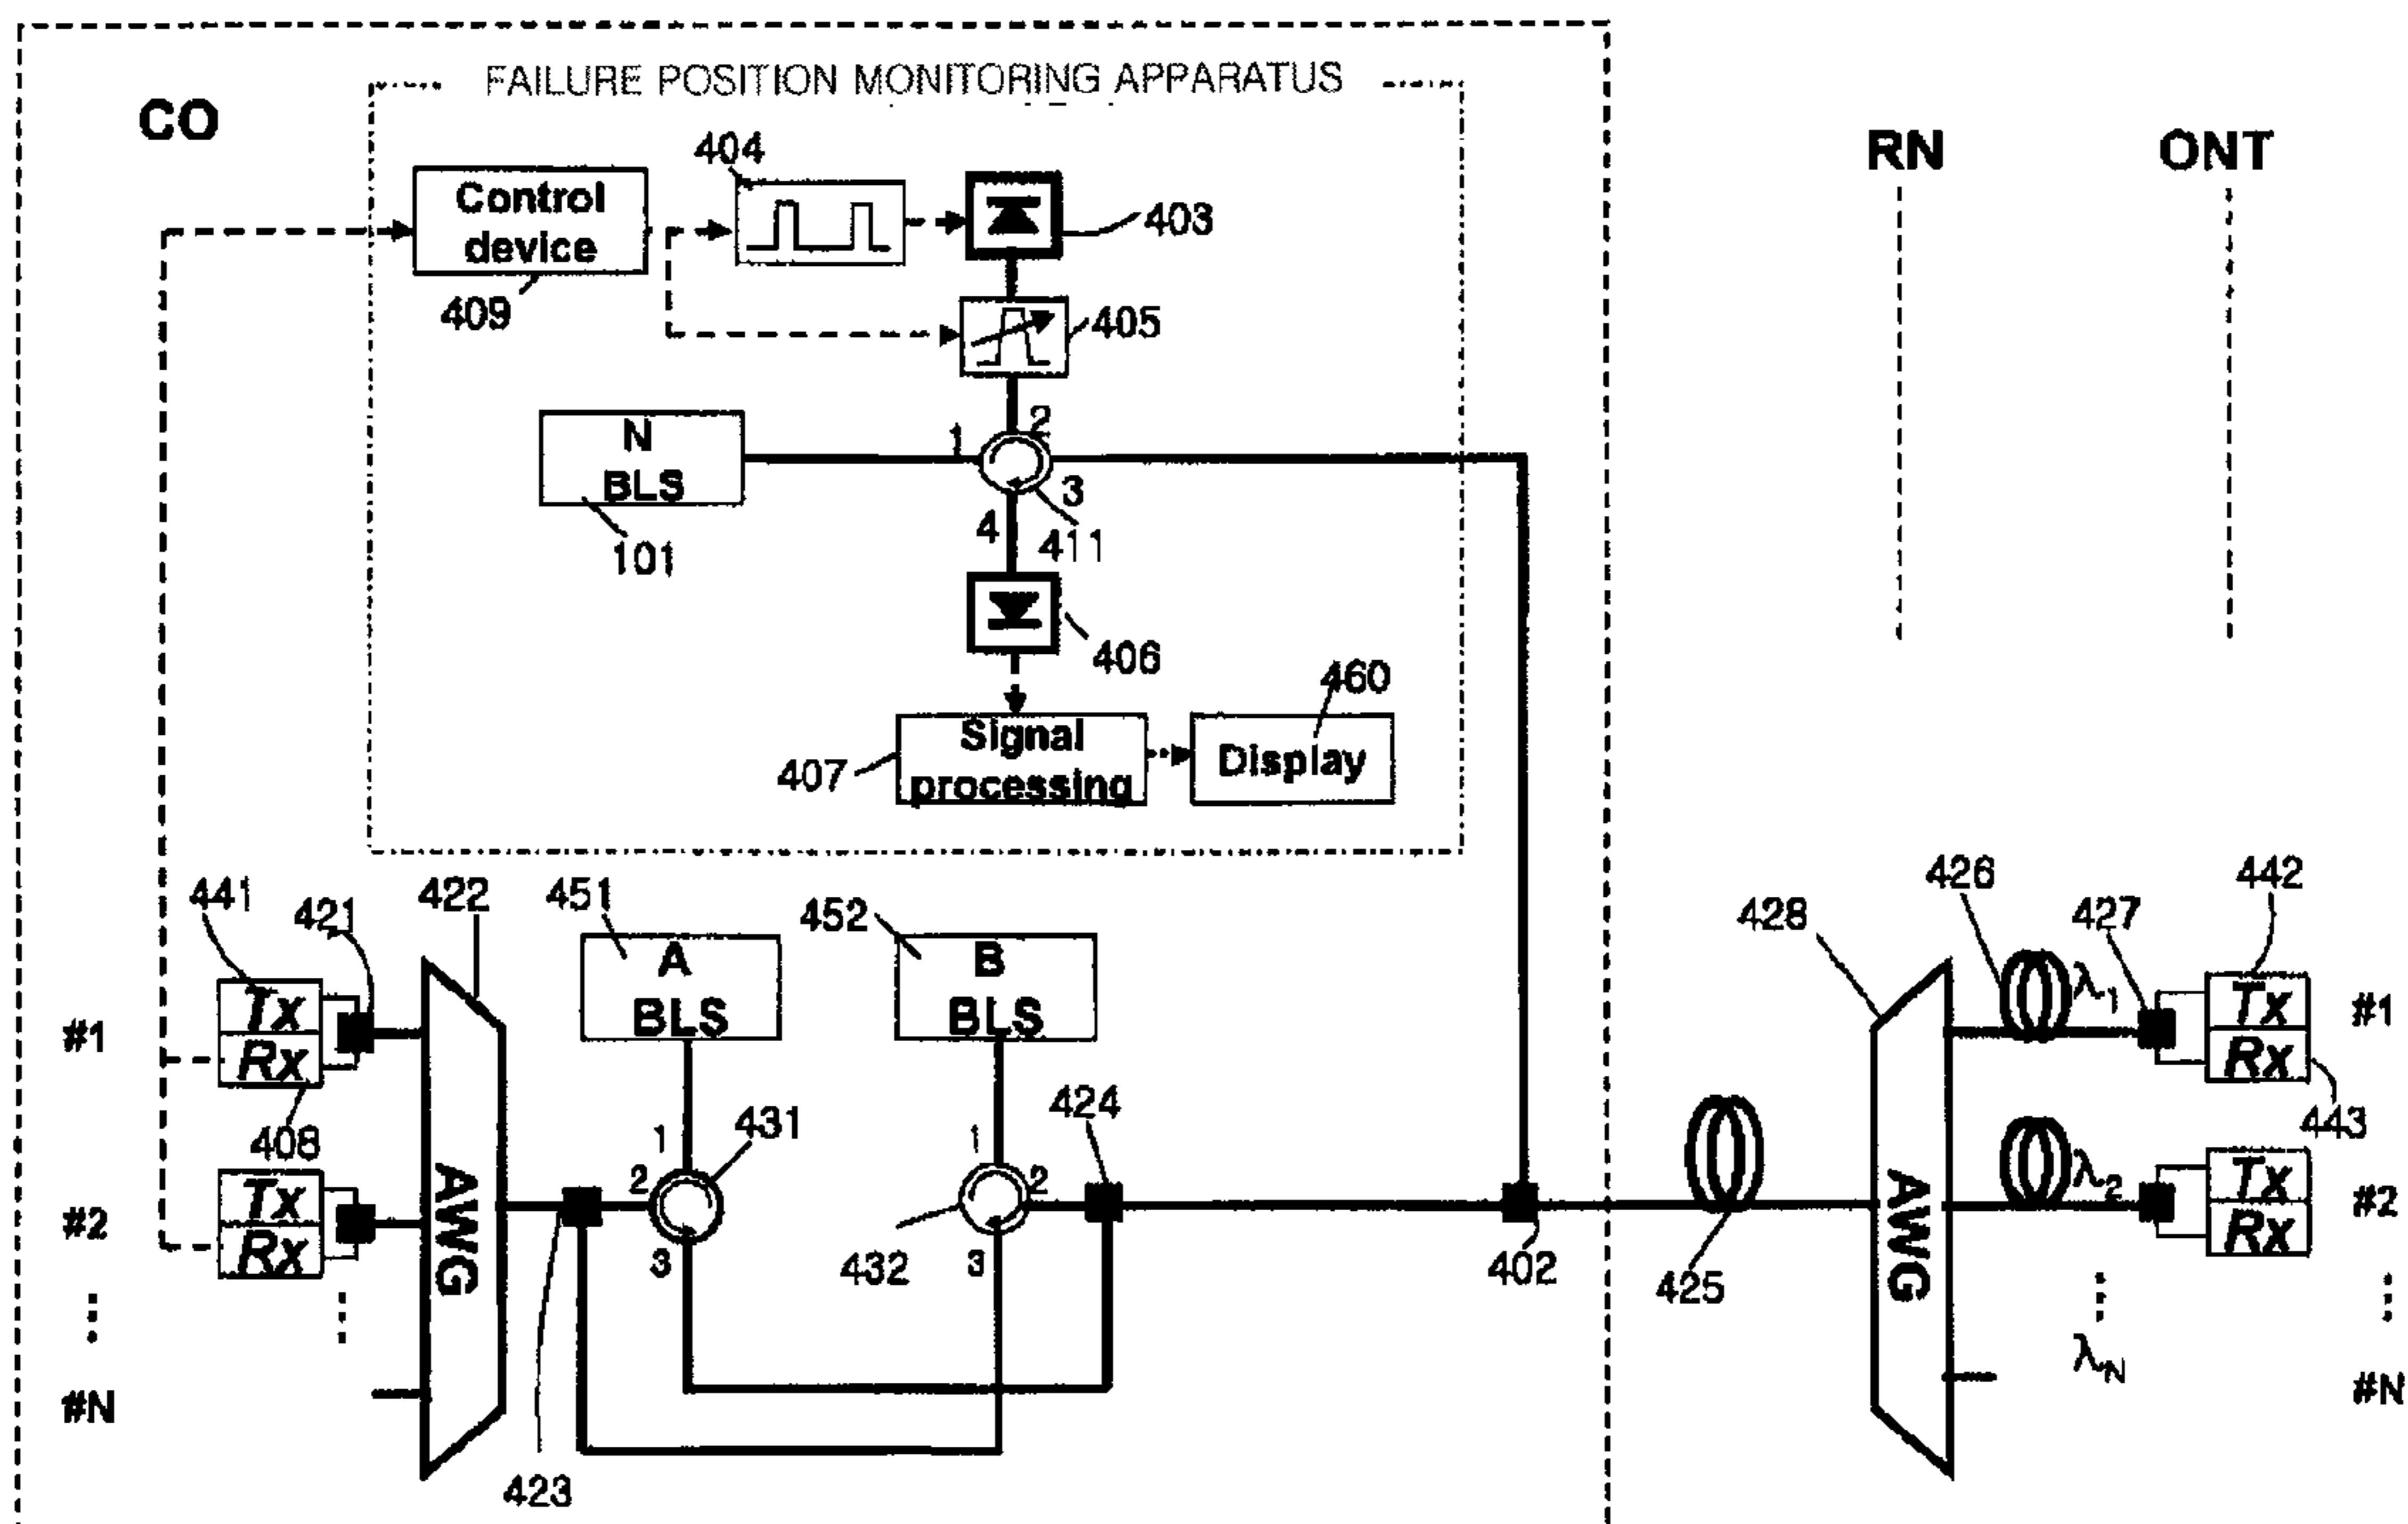 FAILURE POSITION MONITORING APPARATUS
CO
RN
ONT
404
Control
device
403
409
405
N
BLS
1
2
3
4
411
101
406
460
Signal
processing
Display
407
441
421
422
451
452
426
442
428
427
A
BLS
B
BLS
λ1
#1
Tx
Rx
Tx
Rx
#1
408
424
443
431
1
2
3
1
2
3
#2
Tx
Rx
AWG
AWG
λ2
Tx
Rx
#2
432
402
425
λN
#N
#N
423